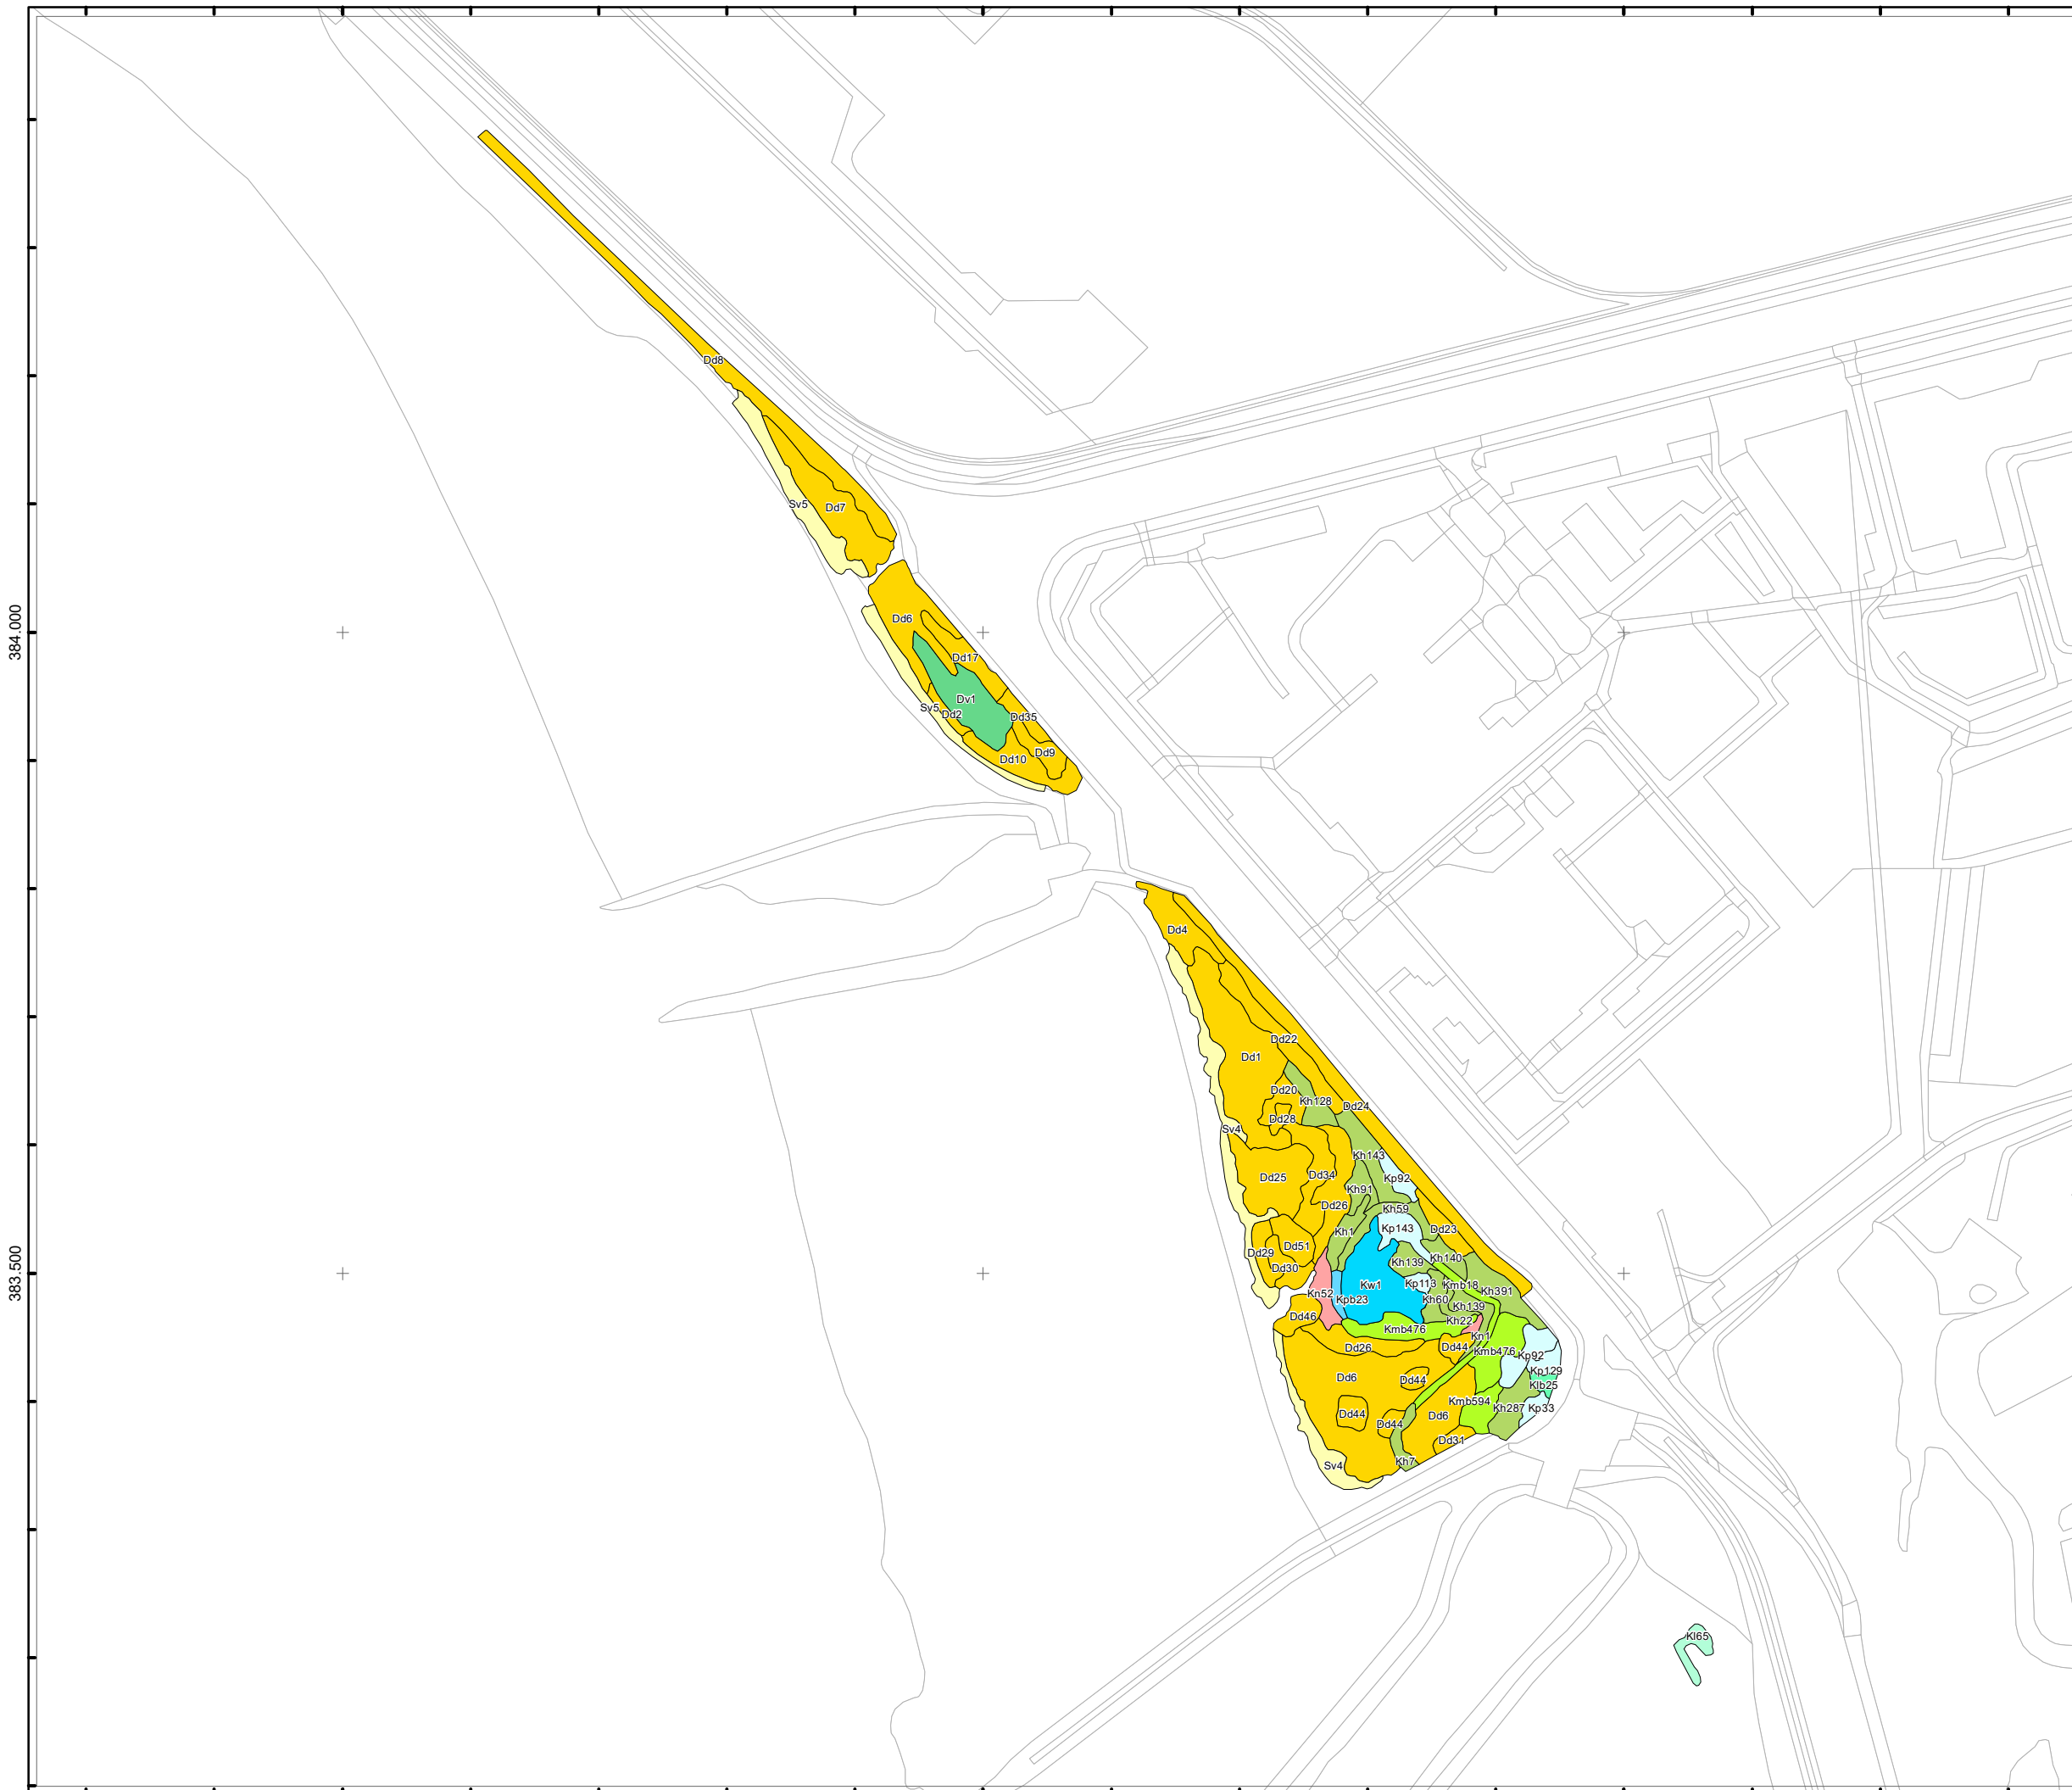 Dd8
Sv5
Dd7
384.000
Dd6
Dd17
Dv1
Sv5
Dd2
Dd35
Dd9
Dd10
Dd4
Dd22
Dd1
Dd20
Kh128
Dd24
Dd28
Sv4
Kh143
Dd34
Dd25
Kp92
Kh91
Dd26
Kh59
Kp143
Dd23
Kh1
Dd51
Dd29
Kh140
Kh139
Dd30
383.500
Kw1
Kp113
Kmb18
Kh391
Kn52
Kpb23
Kh60
Kh139
Dd46
Kh22
Kmb476
Kn1
Dd26
Dd44
Kmb476
Kp92
Kp129
Dd6
Dd44
Klb25
Kmb594
Kh287
Kp33
Dd44
Dd6
Dd44
Dd31
Kh7
Sv4
Kl65